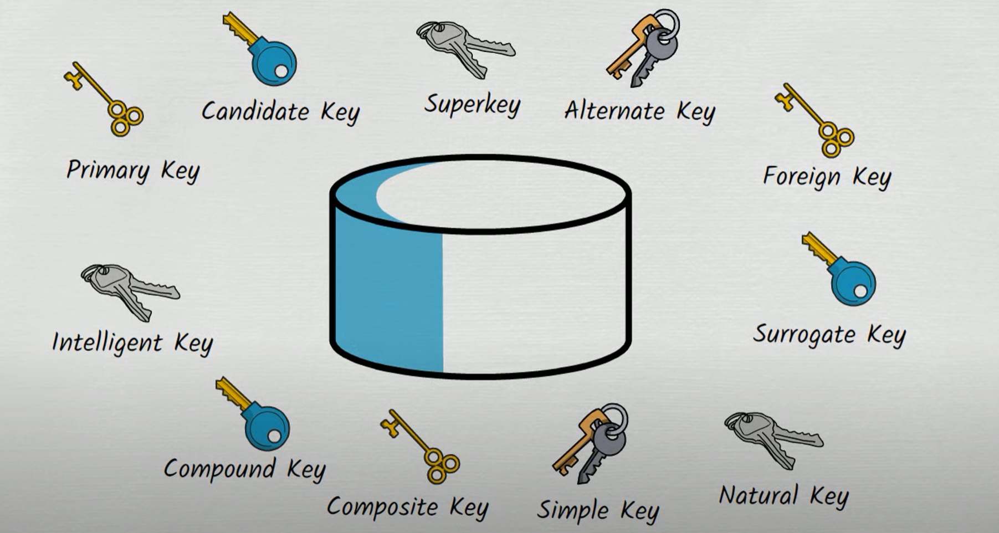 Candidate Key
Superkey
Alternate Key
Primary Key
Foreign Key
Intelligent Key
Surrogate Key
Compound Key
Composite Key
Simple Key
Natural Key